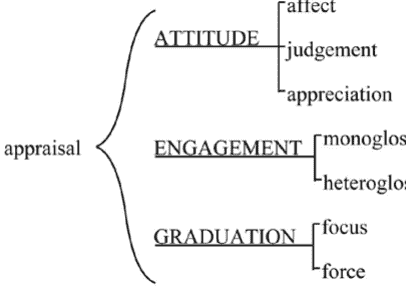 affect
ATTITUDE
judgement
appreciation
appraisal
ENGAGEMENT
monoglos
heteroglos
GRADUATION
focus
force